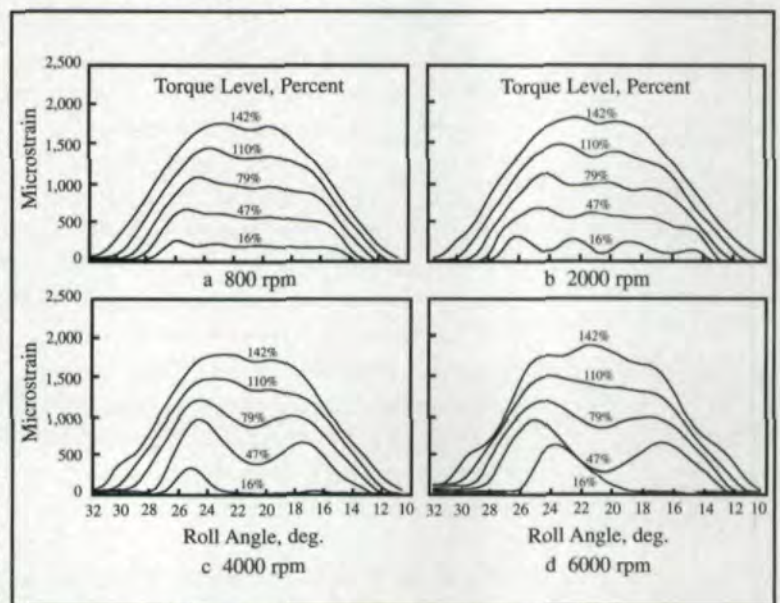 2,500
Torque Level, Percent
Torque Level, Percent
2,000
142%
142%
1,500
110%
110%
1,000
79%
79%
500
47%
47%
16%
16%
0
Microstrain
a 800 rpm
b 2000 rpm
2,500
2,000
142%
142%
1,500
110%
110%
1,000
79%
79%
500
47%
47%
16%
16%
0
Microstrain
32 30 28 26 24 22 20 18 16 14 12 10
32 30 28 26 24 22 20 18 16 14 12 10
Roll Angle, deg.
Roll Angle, deg.
c 4000 rpm
d 6000 rpm